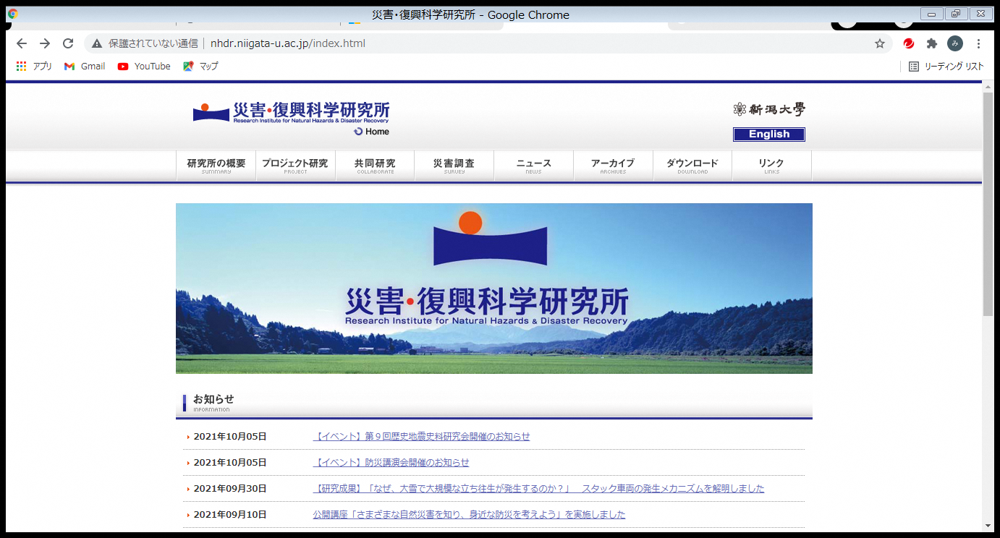 災害・復興科学研究所 - Google Chrome
保護されていない通信 | nhdr.niigata-u.ac.jp/index.html
み
アプリ Gmail YouTube マップ リーディング リスト
災害・復興科学研究所
Research Institute for Natural Hazards & Disaster Recovery
Home
新潟大學
English
研究所の概要 プロジェクト研究 共同研究 災害調査 ニュース アーカイブ ダウンロード リンク
SUMMARY PROJECT COLLABORATE SURVEY NEWS ARCHIVES DOWNLOAD LINKS
災害・復興科学研究所
Research Institute for Natural Hazards & Disaster Recovery
お知らせ
INFORMATION
2021年10月05日 【イベント】第９回歴史地震史料研究会開催のお知らせ
2021年10月05日 【イベント】防災講演会開催のお知らせ
2021年09月30日 【研究成果】「なぜ、大雪で大規模な立ち往生が発生するのか？」　スタック車両の発生メカニズムを解明しました
2021年09月10日 公開講座「さまざまな自然災害を知り、身近な防災を考えよう」を実施しました